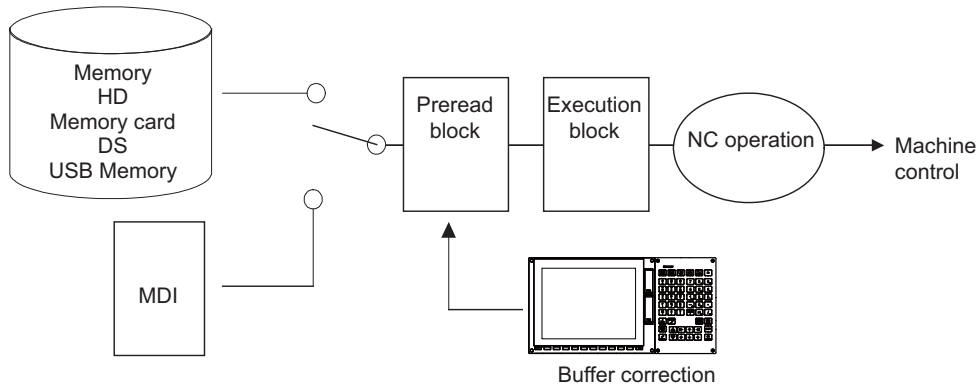 Memory
HD
Memory card
DS
USB Memory
Preread
block
Execution
block
NC operation
Machine
control
MDI
Buffer correction